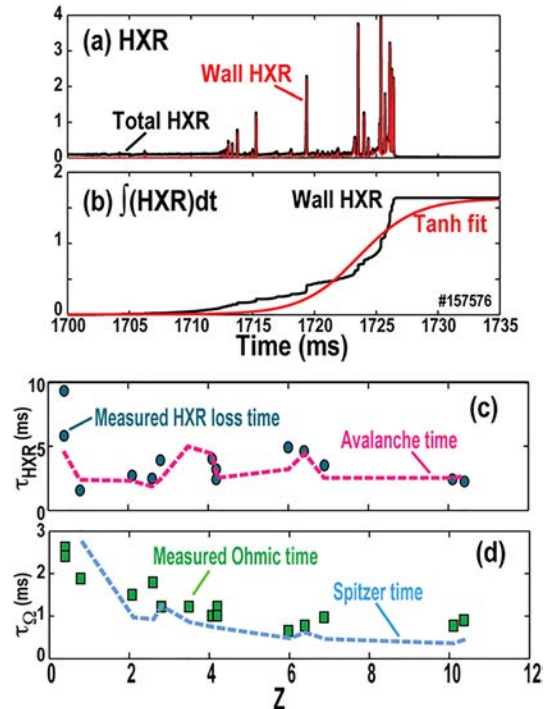 4
3
2
1
0
(a) HXR
Wall HXR
Total HXR
2
1
0
(b) ∫(HXR)dt
Wall HXR
Tanh fit
#157576
1700 1705 1710 1715 1720 1725 1730 1735
Time (ms)
10
5
0
τHXR (ms)
(c)
Measured HXR loss time
Avalanche time
3
2
1
0
τΩ (ms)
(d)
Measured Ohmic time
Spitzer time
0 2 4 6 8 10 12
Z